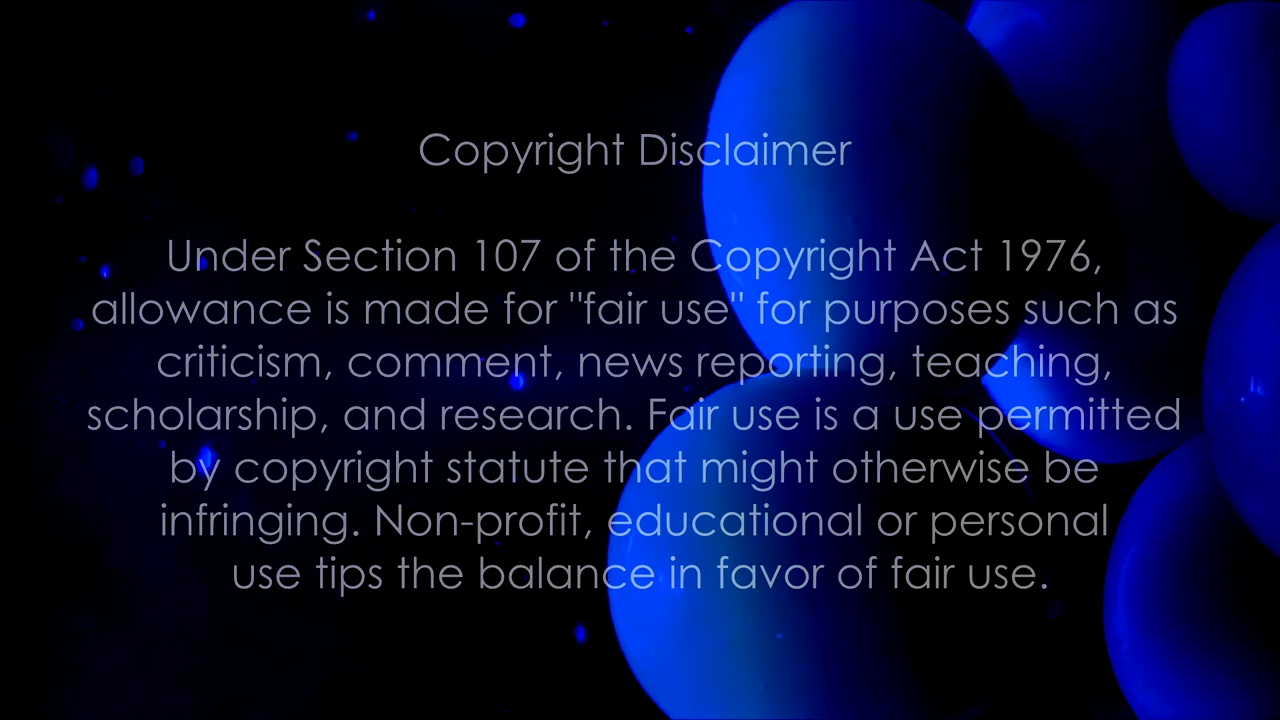 Copyright Disclaimer
Under Section 107 of the Copyright Act 1976,
allowance is made for "fair use" for purposes such as
criticism, comment, news reporting, teaching,
scholarship, and research. Fair use is a use permitted
by copyright statute that might otherwise be
infringing. Non-profit, educational or personal
use tips the balance in favor of fair use.